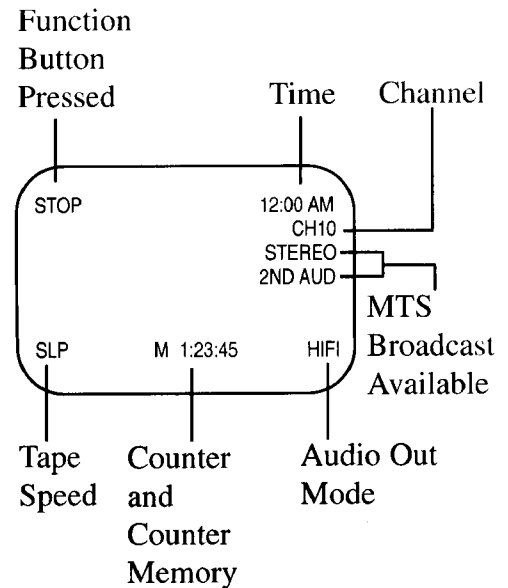 Function
Button
Pressed
Time
Channel
STOP
12:00 AM
CH10
STEREO
2ND AUD
MTS
Broadcast
Available
SLP
M 1:23:45
HIFI
Tape
Speed
Counter
and
Counter
Memory
Audio Out
Mode